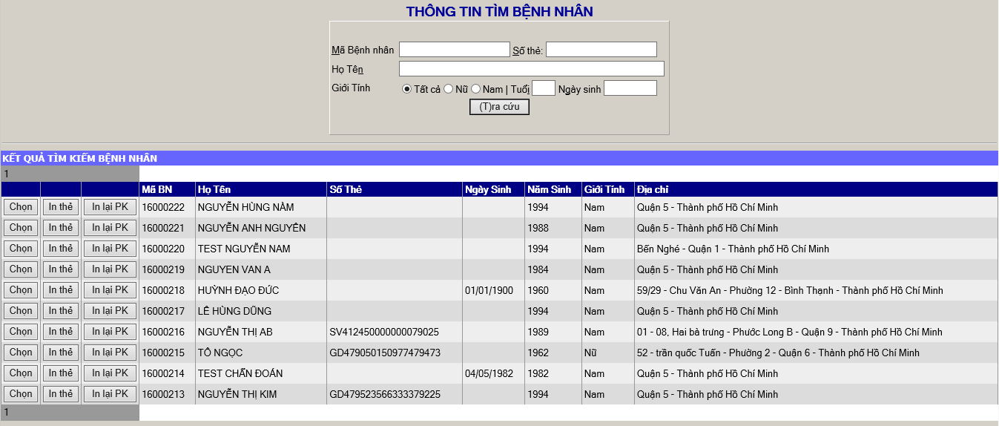 THÔNG TIN TÌM BỆNH NHÂN
Mã Bệnh nhân Số thẻ:
Họ Tên
Giới Tính Tất cả Nữ Nam | Tuổi Ngày sinh
(T)ra cứu
KẾT QUẢ TÌM KIẾM BỆNH NHÂN
1
Mã BN Họ Tên Số Thẻ Ngày Sinh Năm Sinh Giới Tính Địa chỉ
Chọn In thẻ In lại PK 16000222 NGUYỄN HÙNG NĂM 1994 Nam Quận 5 - Thành phố Hồ Chí Minh
Chọn In thẻ In lại PK 16000221 NGUYỄN ANH NGUYÊN 1988 Nam Quận 5 - Thành phố Hồ Chí Minh
Chọn In thẻ In lại PK 16000220 TEST NGUYỄN NAM 1994 Nam Bến Nghé - Quận 1 - Thành phố Hồ Chí Minh
Chọn In thẻ In lại PK 16000219 NGUYEN VAN A 1984 Nam Quận 5 - Thành phố Hồ Chí Minh
Chọn In thẻ In lại PK 16000218 HUỲNH ĐẠO ĐỨC 01/01/1900 1960 Nam 59/29 - Chu Văn An - Phường 12 - Bình Thạnh - Thành phố Hồ Chí Minh
Chọn In thẻ In lại PK 16000217 LÊ HÙNG DŨNG 1994 Nam Quận 5 - Thành phố Hồ Chí Minh
Chọn In thẻ In lại PK 16000216 NGUYỄN THỊ AB SV412450000000079025 1989 Nam 01 - 08, Hai bà trưng - Phước Long B - Quận 9 - Thành phố Hồ Chí Minh
Chọn In thẻ In lại PK 16000215 TÔ NGỌC GD479050150977479473 1962 Nữ 52 - trần quốc Tuấn - Phường 2 - Quận 6 - Thành phố Hồ Chí Minh
Chọn In thẻ In lại PK 16000214 TEST CHẨN ĐOÁN 04/05/1982 1982 Nam Quận 5 - Thành phố Hồ Chí Minh
Chọn In thẻ In lại PK 16000213 NGUYỄN THỊ KIM GD479523566333379225 1994 Nam Quận 5 - Thành phố Hồ Chí Minh
1